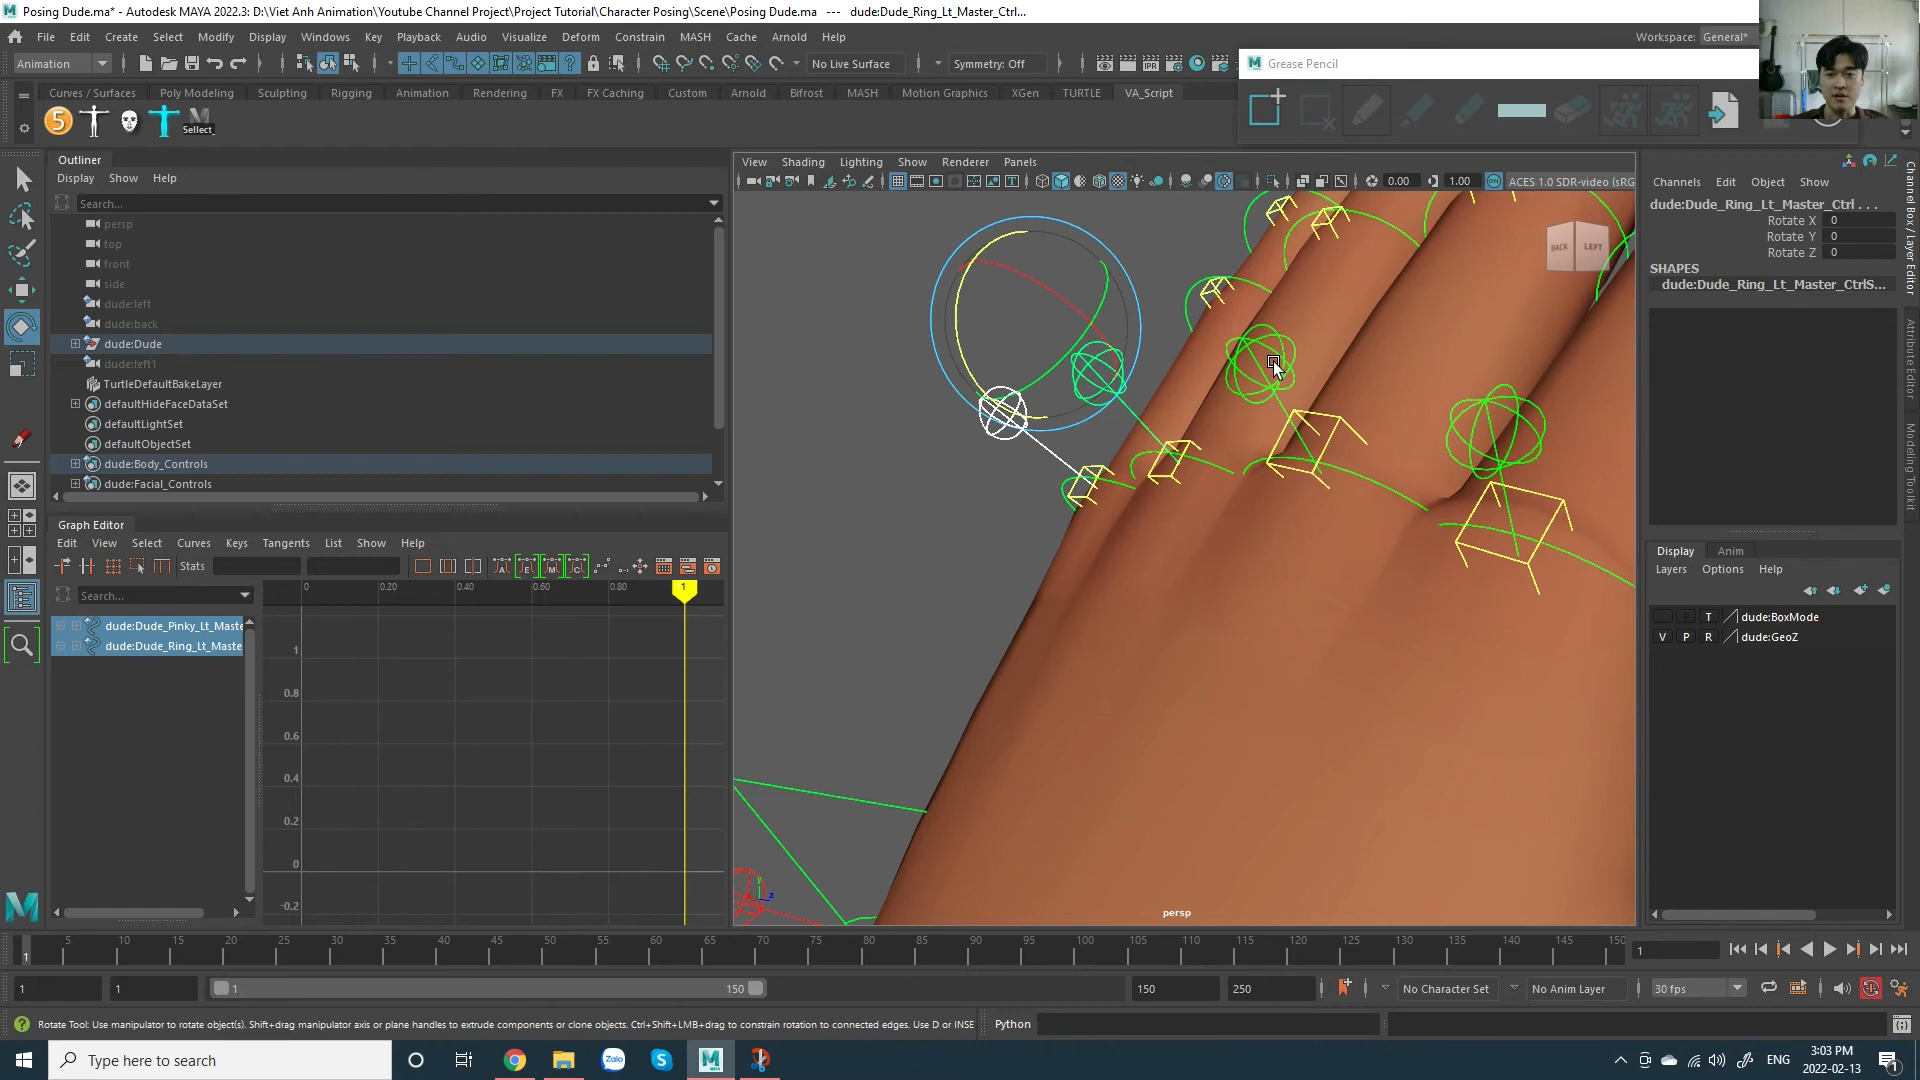 Posing Dude.ma* - Autodesk MAYA 2022.3: D:\Viet Anh Animation\Youtube Channel Project\Project Tutorial\Character Posing\Scene\Posing Dude.ma   ---   dude:Dude_Ring_Lt_Master_Ctrl...
File Edit Create Select Modify Display Windows Key Playback Audio Visualize Deform Constrain MASH Cache Arnold Help
Workspace: General*
Animation
No Live Surface
Symmetry: Off
Grease Pencil
Curves / Surfaces Poly Modeling Sculpting Rigging Animation Rendering FX FX Caching Custom Arnold Bifrost MASH Motion Graphics XGen TURTLE VA_Script
5
Sellect_
Outliner
Display Show Help
Search...
persp
top
front
side
dude:left
dude:back
dude:Dude
dude:left1
TurtleDefaultBakeLayer
defaultHideFaceDataSet
defaultLightSet
defaultObjectSet
dude:Body_Controls
dude:Facial_Controls
Graph Editor
Edit View Select Curves Keys Tangents List Show Help
Stats
Search...
dude:Dude_Pinky_Lt_Maste
dude:Dude_Ring_Lt_Maste
0 0.20 0.40 0.60 0.80 1
1
0.8
0.6
0.4
0.2
0
-0.2
View Shading Lighting Show Renderer Panels
0.00
1.00
ACES 1.0 SDR-video (sRG
BACK LEFT
y
z
persp
Channels Edit Object Show
dude:Dude_Ring_Lt_Master_Ctrl . . .
Rotate X 0
Rotate Y 0
Rotate Z 0
SHAPES
dude:Dude_Ring_Lt_Master_CtrlS...
Channel Box / Layer Editor
Attribute Editor
Modeling Toolkit
Display Anim
Layers Options Help
T dude:BoxMode
V P R dude:GeoZ
5 10 15 20 25 30 35 40 45 50 55 60 65 70 75 80 85 90 95 100 105 110 115 120 125 130 135 140 145 150
1
1
1
1
1
150
150
250
No Character Set
No Anim Layer
30 fps
Rotate Tool: Use manipulator to rotate object(s). Shift+drag manipulator axis or plane handles to extrude components or clone objects. Ctrl+Shift+LMB+drag to constrain rotation to connected edges. Use D or INSE
Python
Type here to search
Zalo
ENG
3:03 PM
2022-02-13